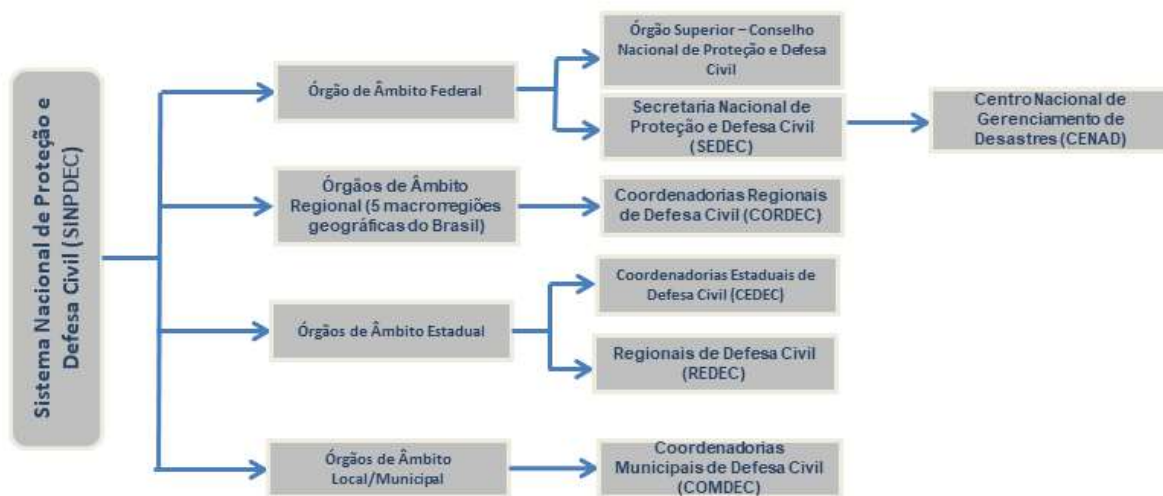 Sistema Nacional de Proteção e
Defesa Civil (SINPDEC)
Órgão de Âmbito Federal
Órgão Superior – Conselho
Nacional de Proteção e Defesa
Civil
Secretaria Nacional de
Proteção e Defesa Civil
(SEDEC)
Centro Nacional de
Gerenciamento de
Desastres (CENAD)
Órgãos de Âmbito
Regional (5 macrorregiões
geográficas do Brasil)
Coordenadorias Regionais
de Defesa Civil (CORDEC)
Órgãos de Âmbito Estadual
Coordenadorias Estaduais de
Defesa Civil (CEDEC)
Regionais de Defesa Civil
(REDEC)
Órgãos de Âmbito
Local/Municipal
Coordenadorias
Municipais de Defesa Civil
(COMDEC)